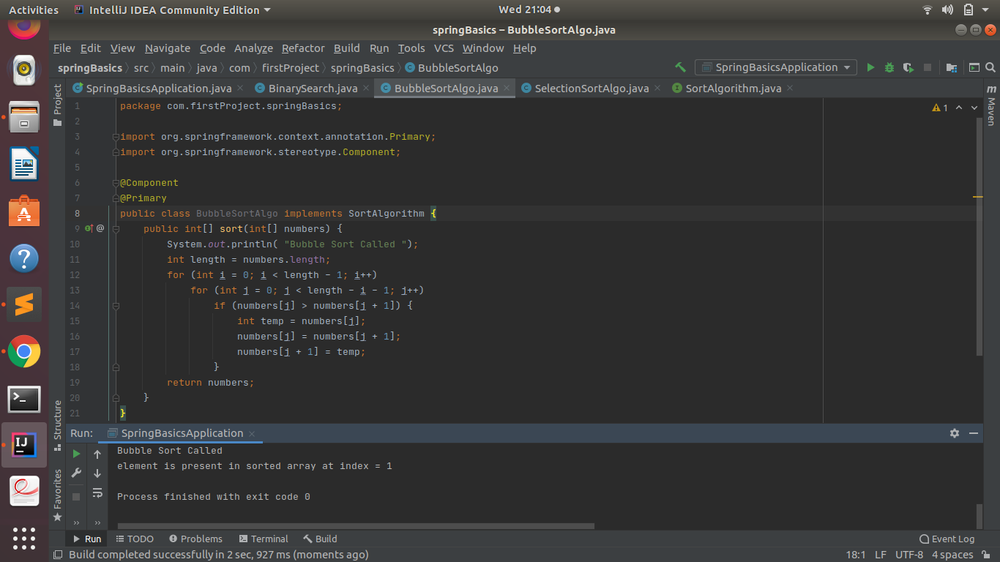 Activities IntelliJ IDEA Community Edition Wed 21:04
springBasics – BubbleSortAlgo.java
File Edit View Navigate Code Analyze Refactor Build Run Tools VCS Window Help
springBasics src main java com firstProject springBasics BubbleSortAlgo SpringBasicsApplication
Project
SpringBasicsApplication.java BinarySearch.java BubbleSortAlgo.java SelectionSortAlgo.java SortAlgorithm.java
Maven
1 package com.firstProject.springBasics; 1
2
3 import org.springframework.context.annotation.Primary;
4 import org.springframework.stereotype.Component;
5
6 @Component
7 @Primary
8 public class BubbleSortAlgo implements SortAlgorithm {
9 @ public int[] sort(int[] numbers) {
10 System.out.println( "Bubble Sort Called ");
11 int length = numbers.length;
12 for (int i = 0; i < length - 1; i++)
13 for (int j = 0; j < length - i - 1; j++)
14 if (numbers[j] > numbers[j + 1]) {
15 int temp = numbers[j];
16 numbers[j] = numbers[j + 1];
17 numbers[j + 1] = temp;
18 }
19 return numbers;
20 }
21 }
Structure
Favorites
Run: SpringBasicsApplication
Bubble Sort Called
element is present in sorted array at index = 1
Process finished with exit code 0
Run TODO Problems Terminal Build Event Log
Build completed successfully in 2 sec, 927 ms (moments ago) 18:1 LF UTF-8 4 spaces